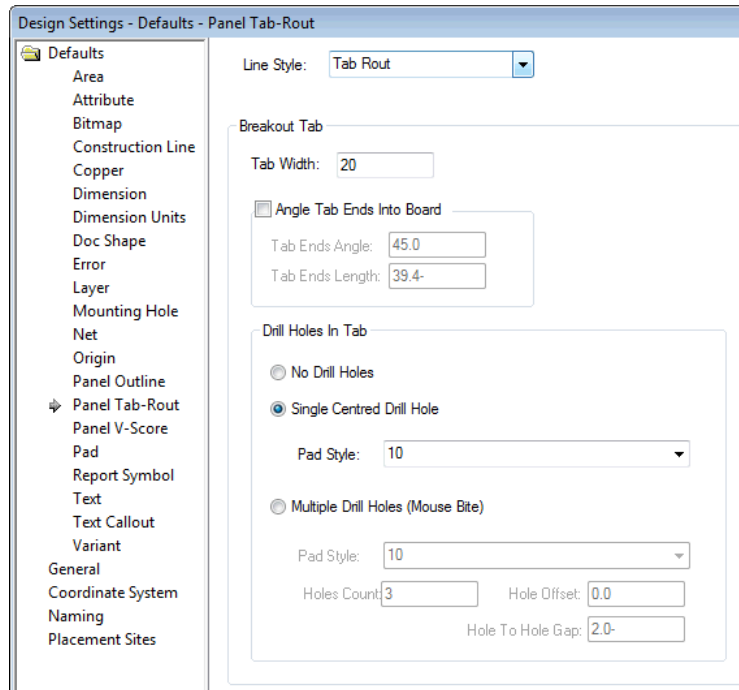 Design Settings - Defaults - Panel Tab-Rout
Defaults
Area
Attribute
Bitmap
Construction Line
Copper
Dimension
Dimension Units
Doc Shape
Error
Layer
Mounting Hole
Net
Origin
Panel Outline
Panel Tab-Rout
Panel V-Score
Pad
Report Symbol
Text
Text Callout
Variant
General
Coordinate System
Naming
Placement Sites
Line Style: Tab Rout
Breakout Tab
Tab Width: 20
Angle Tab Ends Into Board
Tab Ends Angle: 45.0
Tab Ends Length: 39.4-
Drill Holes In Tab
No Drill Holes
Single Centred Drill Hole
Pad Style: 10
Multiple Drill Holes (Mouse Bite)
Pad Style: 10
Holes Count: 3 Hole Offset: 0.0
Hole To Hole Gap: 2.0-